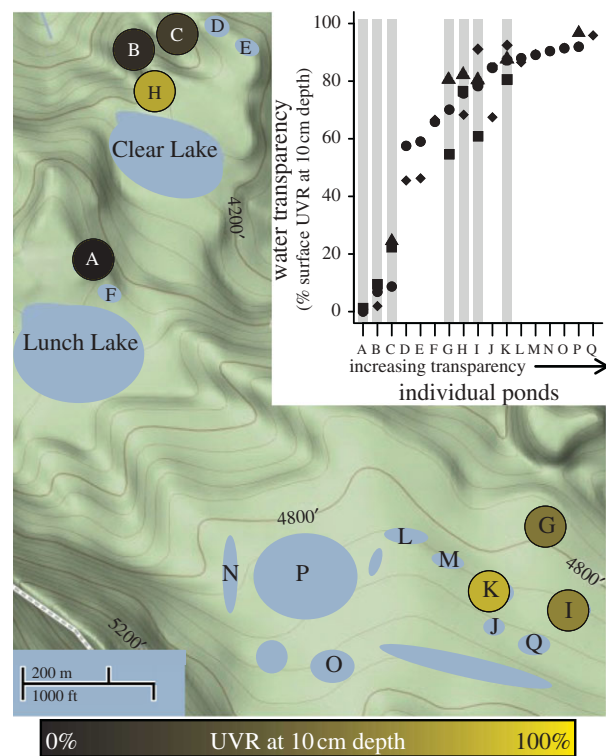 C
D
B
E
H
Clear Lake
4200′
A
F
Lunch Lake
water transparency
(% surface UVR at 10 cm depth)
100
80
60
40
20
0
A B C D E F G H I J K L M N O P Q
increasing transparency
individual ponds
4800′
L
G
M
N
P
K
4800′
I
J
Q
O
5200′
200 m
1000 ft
0% UVR at 10 cm depth 100%